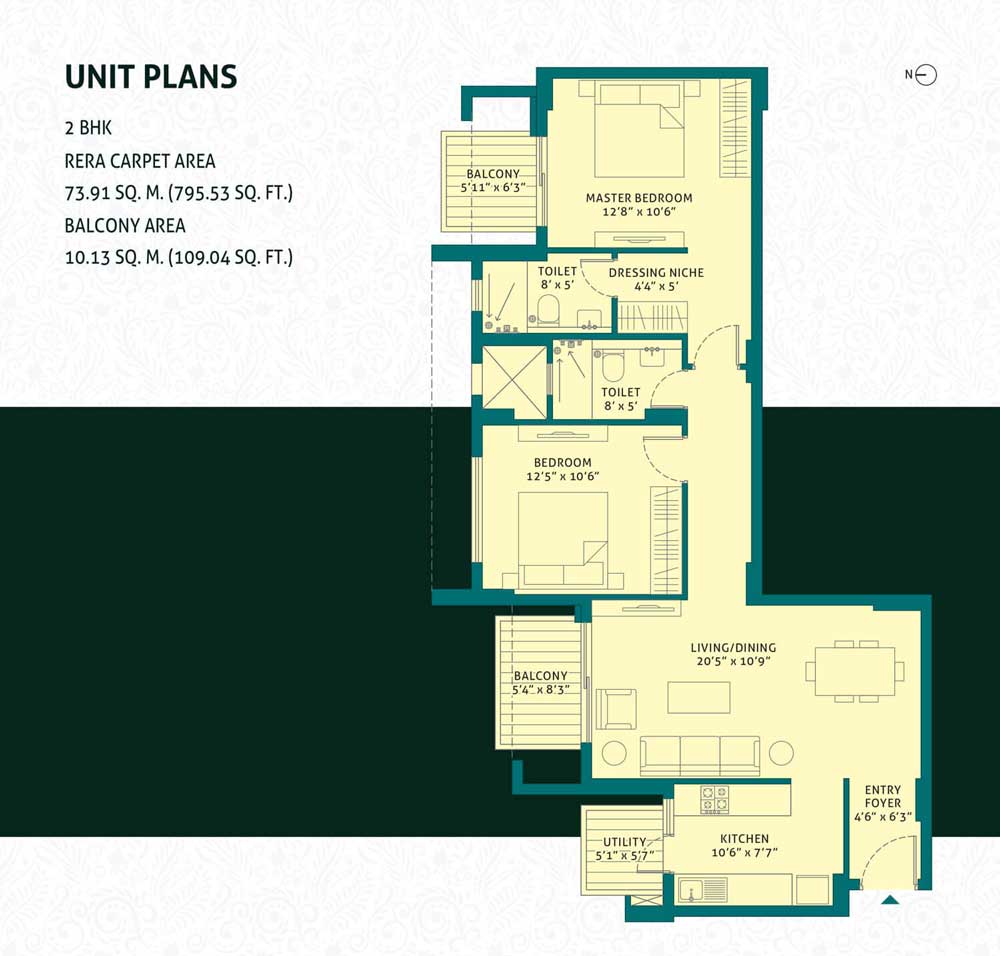 UNIT PLANS
2 BHK
RERA CARPET AREA
73.91 SQ. M. (795.53 SQ. FT.)
BALCONY AREA
10.13 SQ. M. (109.04 SQ. FT.)
N
BALCONY
5'11" x 6'3"
MASTER BEDROOM
12'8" x 10'6"
TOILET
8' x 5'
DRESSING NICHE
4'4" x 5'
TOILET
8' x 5'
BEDROOM
12'5" x 10'6"
LIVING/DINING
20'5" x 10'9"
BALCONY
5'4" x 8'3"
ENTRY
FOYER
4'6" x 6'3"
UTILITY
5'1" x 5'7"
KITCHEN
10'6" x 7'7"